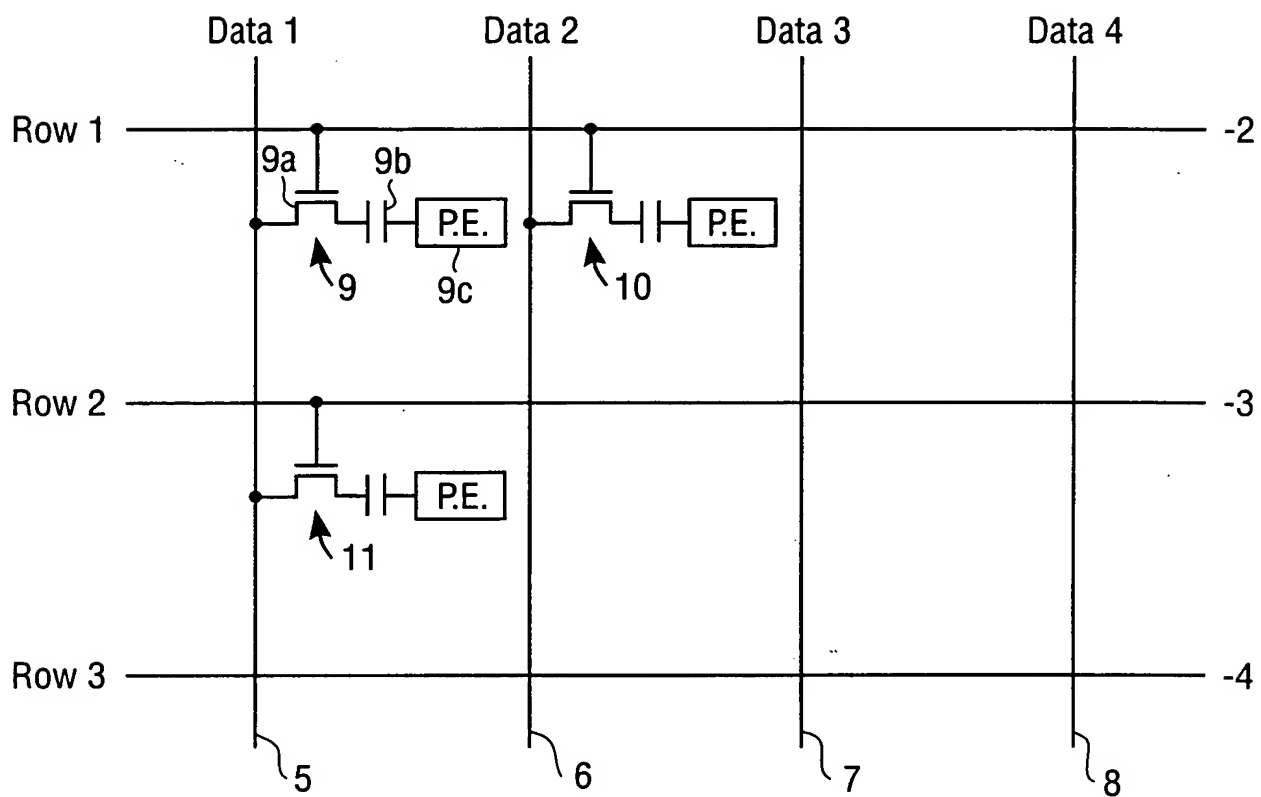 Data 1 Data 2 Data 3 Data 4
Row 1 -2
9a 9b
P.E. P.E.
9 9c 10
Row 2 -3
P.E.
11
Row 3 -4
5 6 7 8